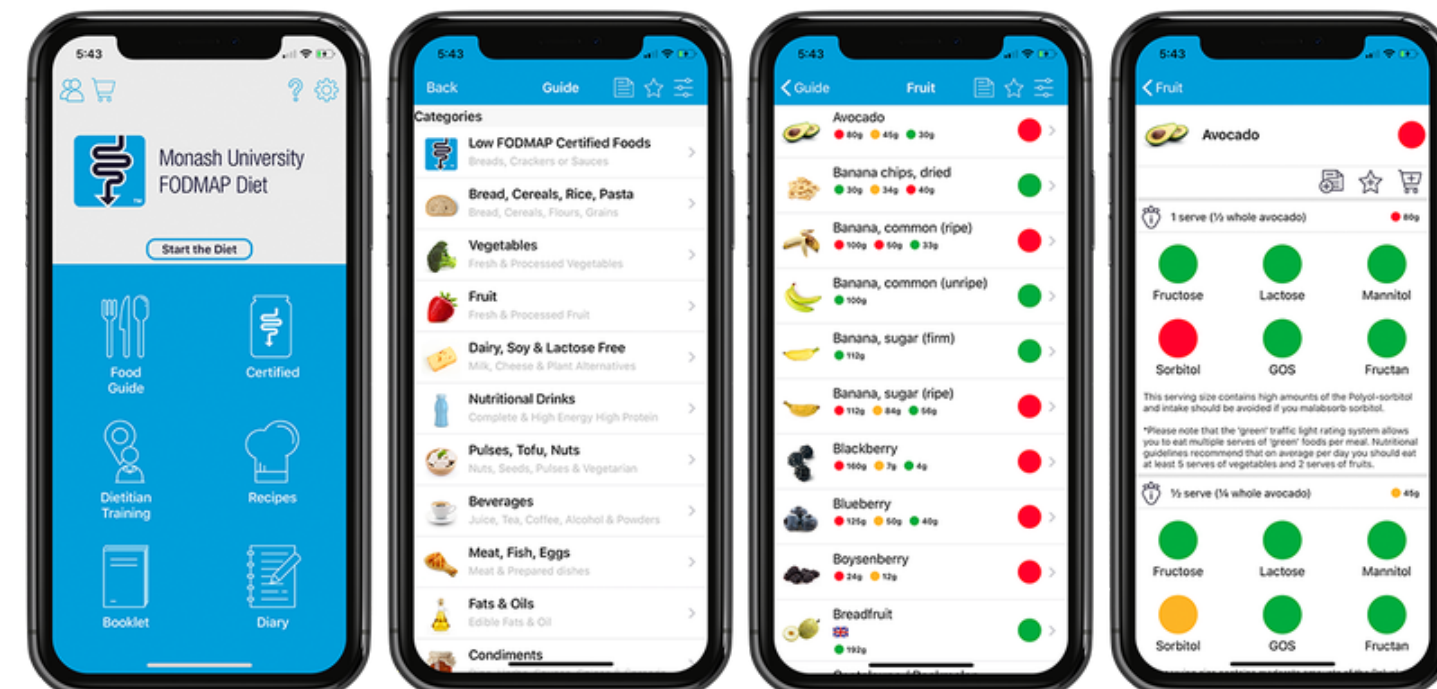 5:43
Monash University
FODMAP Diet
TM
Start the Diet
Food
Guide
Certified
Dietitian
Training
Recipes
Booklet
Diary
5:43
Back
Guide
Categories
Low FODMAP Certified Foods
Breads, Crackers or Sauces
Bread, Cereals, Rice, Pasta
Bread, Cereals, Flours, Grains
Vegetables
Fresh & Processed Vegetables
Fruit
Fresh & Processed Fruit
Dairy, Soy & Lactose Free
Milk, Cheese & Plant Alternatives
Nutritional Drinks
Complete & High Energy High Protein
Pulses, Tofu, Nuts
Nuts, Seeds, Pulses & Vegetarian
Beverages
Juice, Tea, Coffee, Alcohol & Powders
Meat, Fish, Eggs
Meat & Prepared dishes
Fats & Oils
Edible Fats & Oil
Condiments
5:43
Guide
Fruit
Avocado
80g 45g 30g
Banana chips, dried
30g 34g 40g
Banana, common (ripe)
100g 50g 33g
Banana, common (unripe)
100g
Banana, sugar (firm)
112g
Banana, sugar (ripe)
112g 84g 56g
Blackberry
160g 7g 4g
Blueberry
125g 50g 40g
Boysenberry
24g 12g
Breadfruit
192g
5:43
Fruit
Avocado
1 serve (½ whole avocado)
80g
Fructose
Lactose
Mannitol
Sorbitol
GOS
Fructan
This serving size contains high amounts of the Polyol-sorbitol
and intake should be avoided if you malabsorb sorbitol.
*Please note that the 'green' traffic light rating system allows
you to eat multiple serves of 'green' foods per meal. Nutritional
guidelines recommend that on average per day you should eat
at least 5 serves of vegetables and 2 serves of fruits.
½ serve (¼ whole avocado)
45g
Fructose
Lactose
Mannitol
Sorbitol
GOS
Fructan